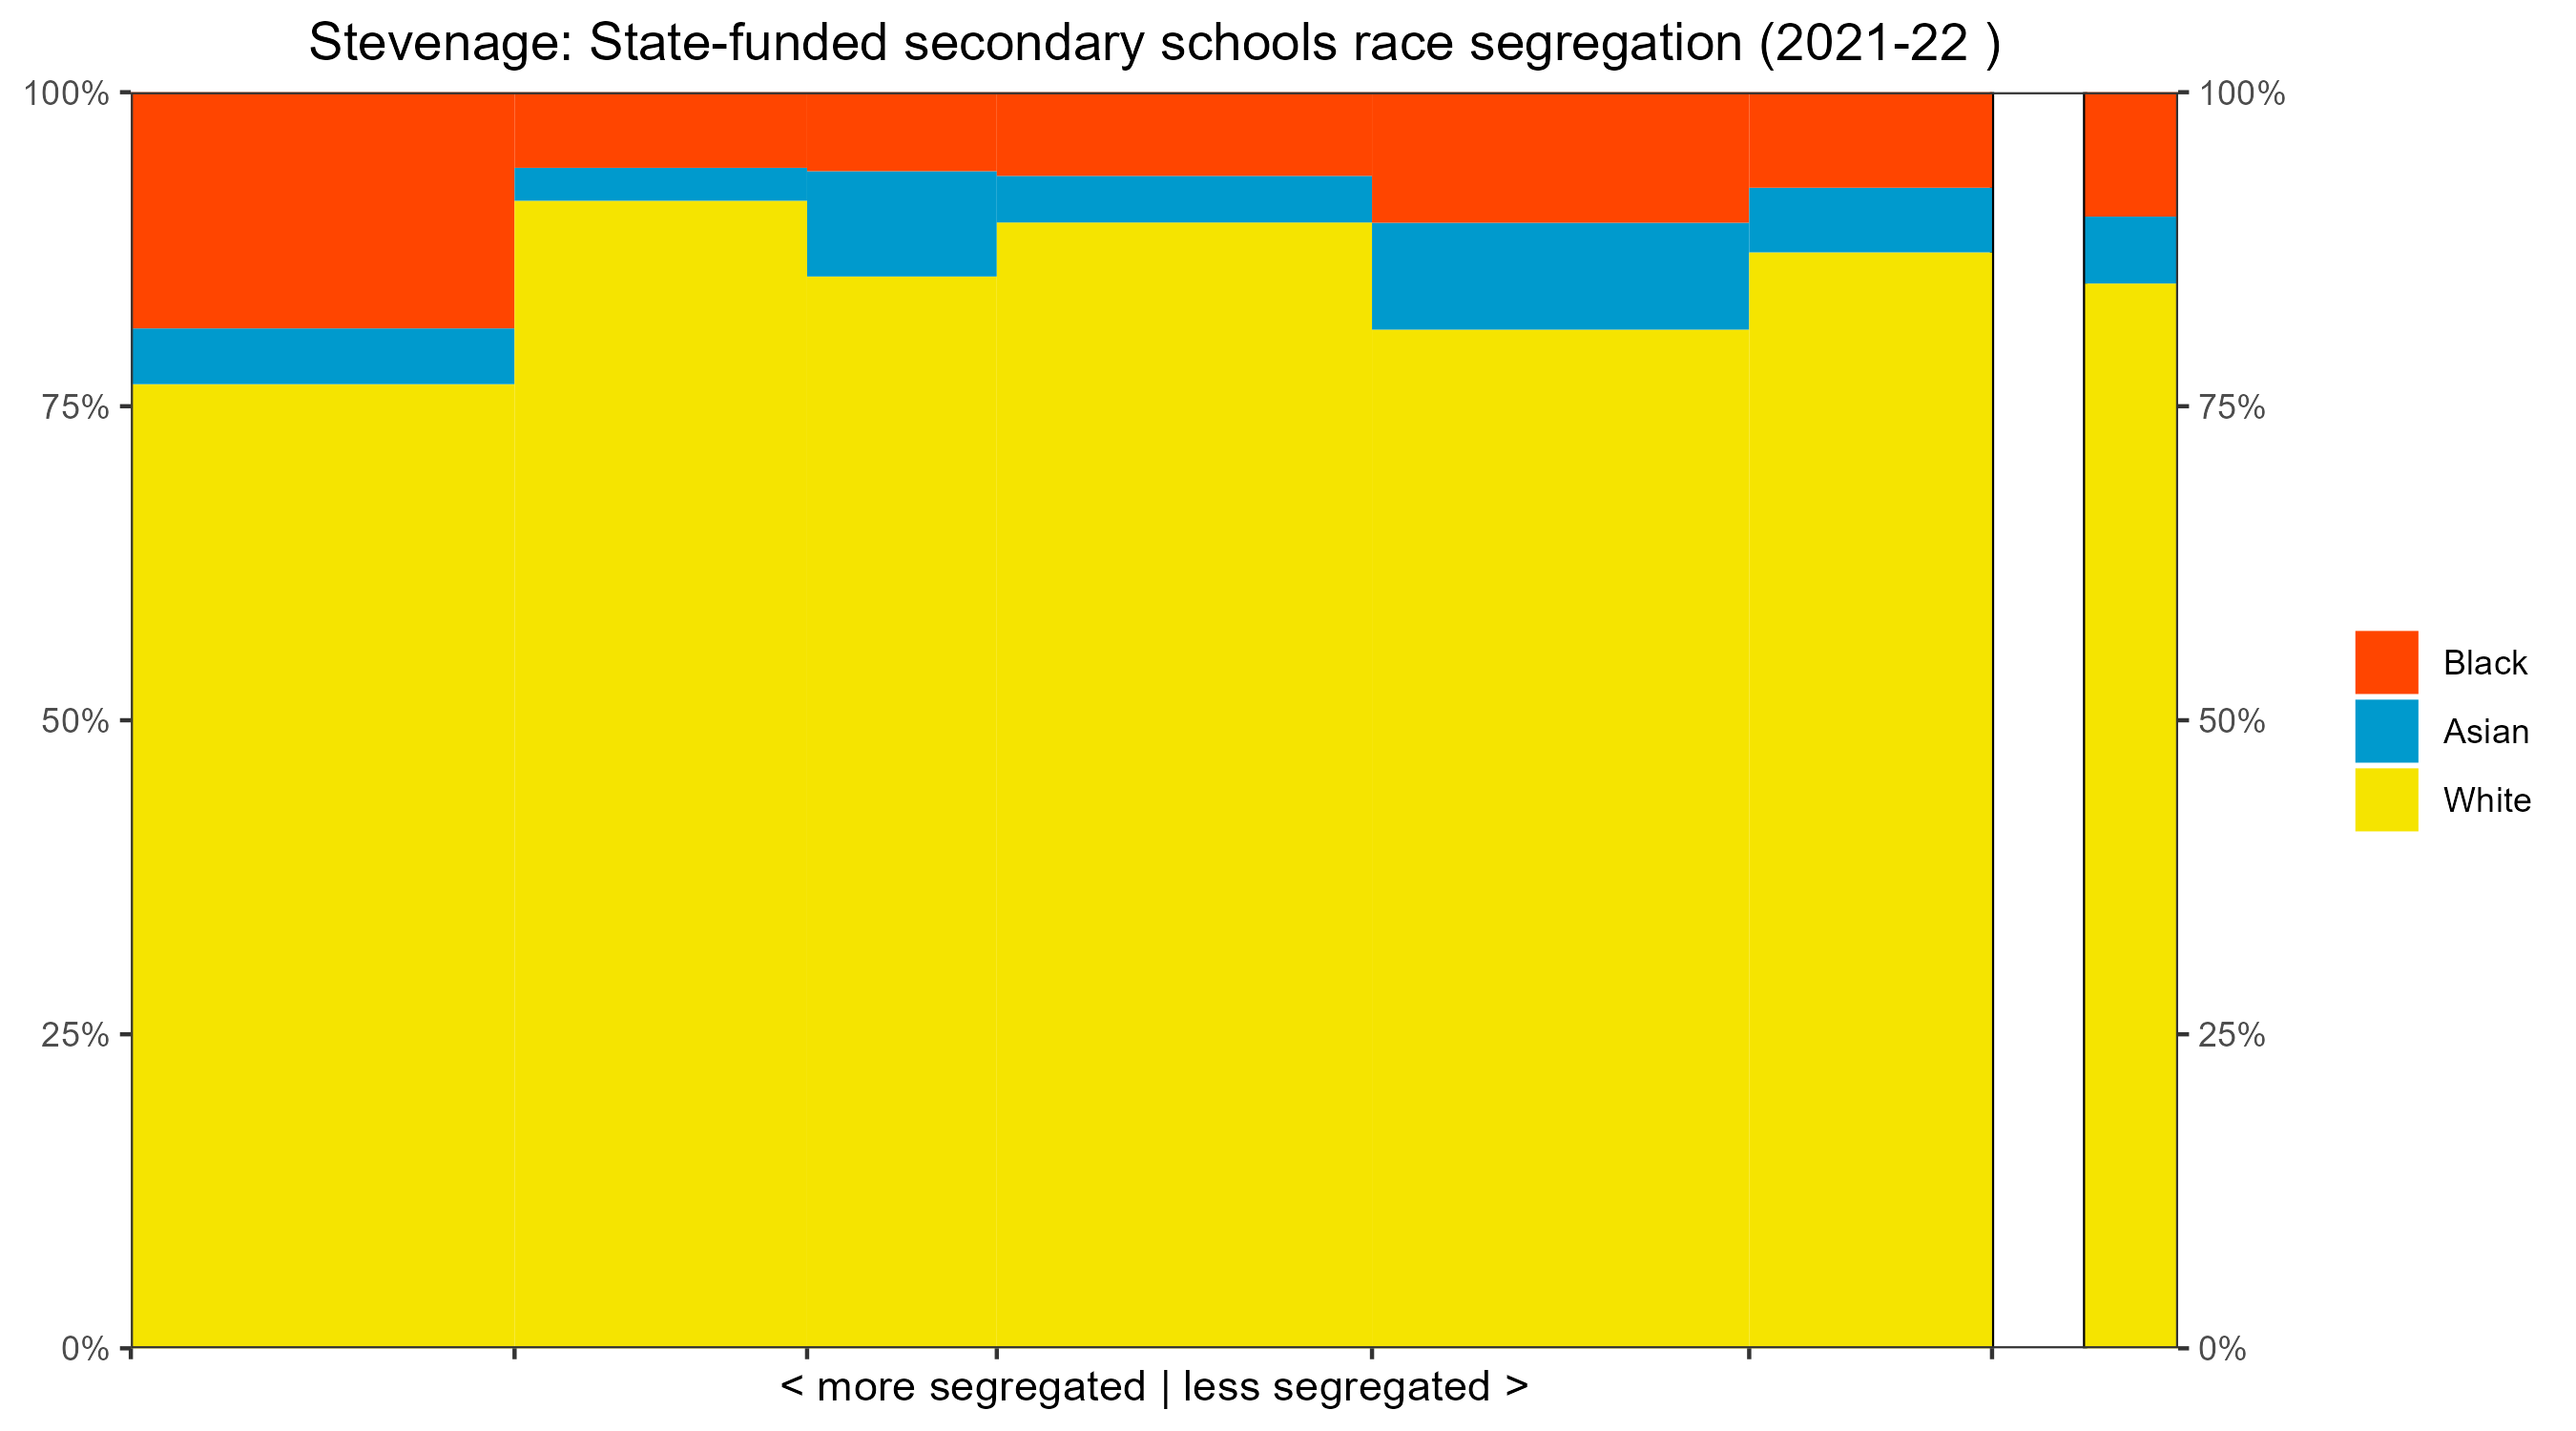 Stevenage: State-funded secondary schools race segregation (2021-22 )
100%
75%
50%
25%
0%
100%
75%
50%
25%
0%
Black
Asian
White
< more segregated | less segregated >